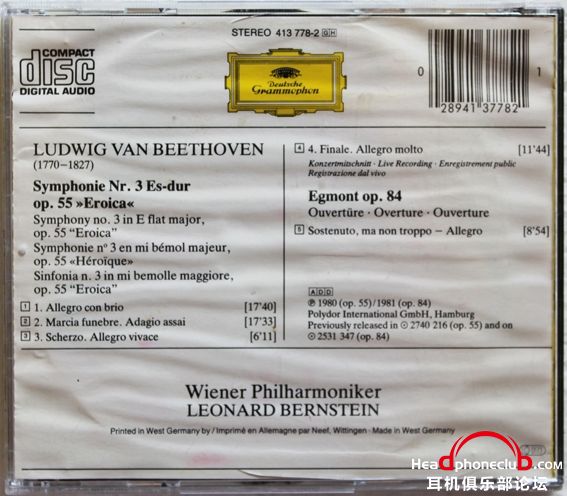 STEREO 413 778-2 GH
COMPACT
disc
DIGITAL AUDIO
Deutsche
Grammophon
0 28941 37782 1
LUDWIG VAN BEETHOVEN
(1770–1827)
Symphonie Nr. 3 Es-dur
op. 55 »Eroica«
Symphony no. 3 in E flat major,
op. 55 “Eroica”
Symphonie nº 3 en mi bémol majeur,
op. 55 «Héroïque»
Sinfonia n. 3 in mi bemolle maggiore,
op. 55 “Eroica”
1 1. Allegro con brio [17'40]
2 2. Marcia funebre. Adagio assai [17'33]
3 3. Scherzo. Allegro vivace [6'11]
4 4. Finale. Allegro molto [11'44]
Konzertmitschnitt · Live Recording · Enregistrement public
Registrazione dal vivo
Egmont op. 84
Ouvertüre · Overture · Ouverture
5 Sostenuto, ma non troppo – Allegro [8'54]
ADD
℗ 1980 (op. 55)/1981 (op. 84)
Polydor International GmbH, Hamburg
Previously released in 2740 216 (op. 55) and on
2531 347 (op. 84)
Wiener Philharmoniker
LEONARD BERNSTEIN
Printed in West Germany by / Imprimé en Allemagne par Neef, Wittingen · Made in West Germany
Headphoneclub.com
耳机俱乐部论坛